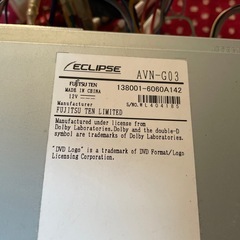 ECLIPSE AVN-G03
FUJITSU TEN
MADE IN CHINA 138001-6060A142
12V
Manufacturer S/NO.
FUJITSU TEN LIMITED
Manufactured under license from
Dolby Laboratories.Dolby and the double-D
symbol are trademarks of Dolby Laboratories.
"DVD Logo" is a trademark of DVD Format/Logo
Licensing Corporation.